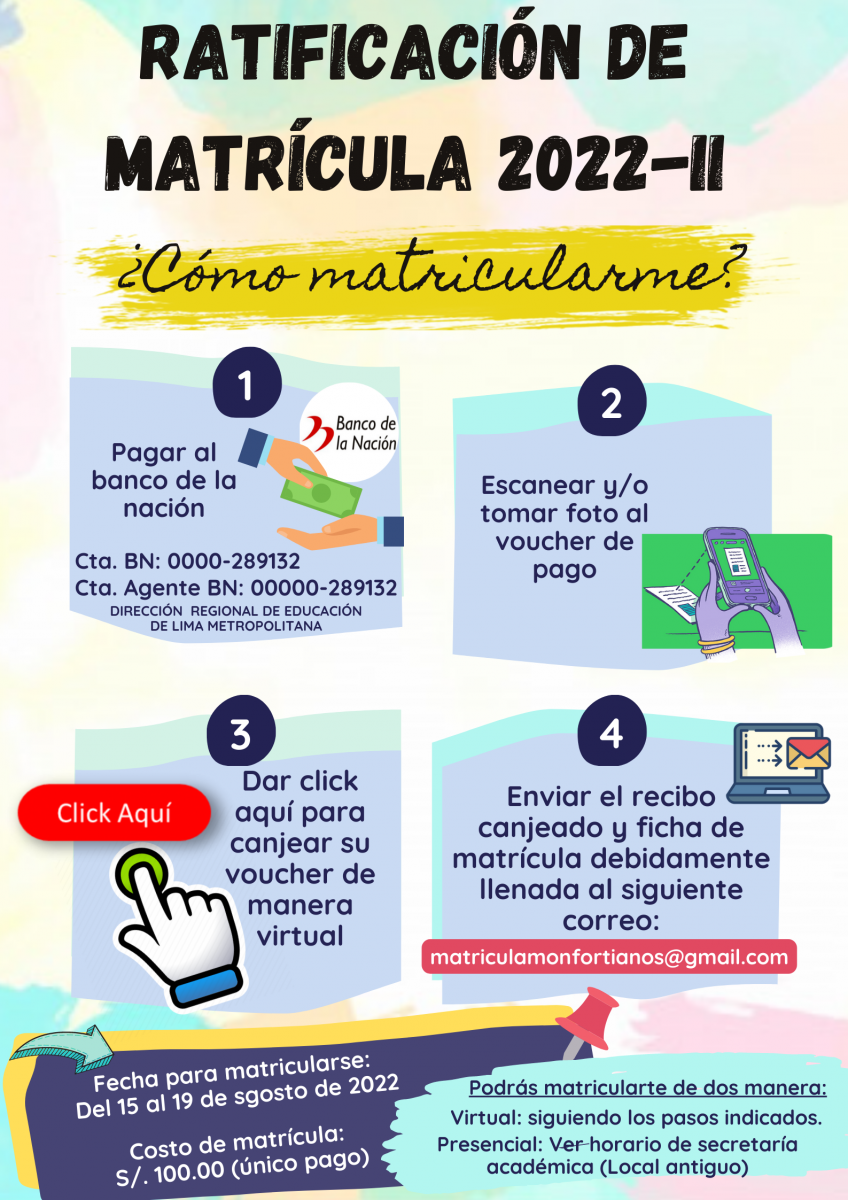 RATIFICACIÓN DE
MATRÍCULA 2022-II
¿Cómo matricularme?
1
Banco de
la Nación
Pagar al
banco de la
nación
Cta. BN: 0000-289132
Cta. Agente BN: 00000-289132
DIRECCIÓN REGIONAL DE EDUCACIÓN
DE LIMA METROPOLITANA
2
Escanear y/o
tomar foto al
voucher de
pago
3
Click Aquí
Dar click
aquí para
canjear su
voucher de
manera
virtual
4
Enviar el recibo
canjeado y ficha de
matrícula debidamente
llenada al siguiente
correo:
matriculamonfortianos@gmail.com
Fecha para matricularse:
Del 15 al 19 de sgosto de 2022
Costo de matrícula:
S/. 100.00 (único pago)
Podrás matricularte de dos manera:
Virtual: siguiendo los pasos indicados.
Presencial: Ver horario de secretaría
académica (Local antiguo)